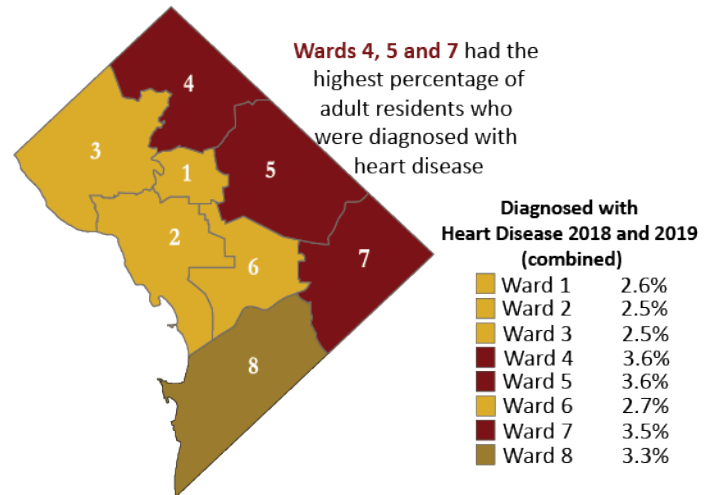 Wards 4, 5 and 7 had the
highest percentage of
adult residents who
were diagnosed with
heart disease
4
3
1
5
2
6
7
8
Diagnosed with
Heart Disease 2018 and 2019
(combined)
Ward 1 2.6%
Ward 2 2.5%
Ward 3 2.5%
Ward 4 3.6%
Ward 5 3.6%
Ward 6 2.7%
Ward 7 3.5%
Ward 8 3.3%